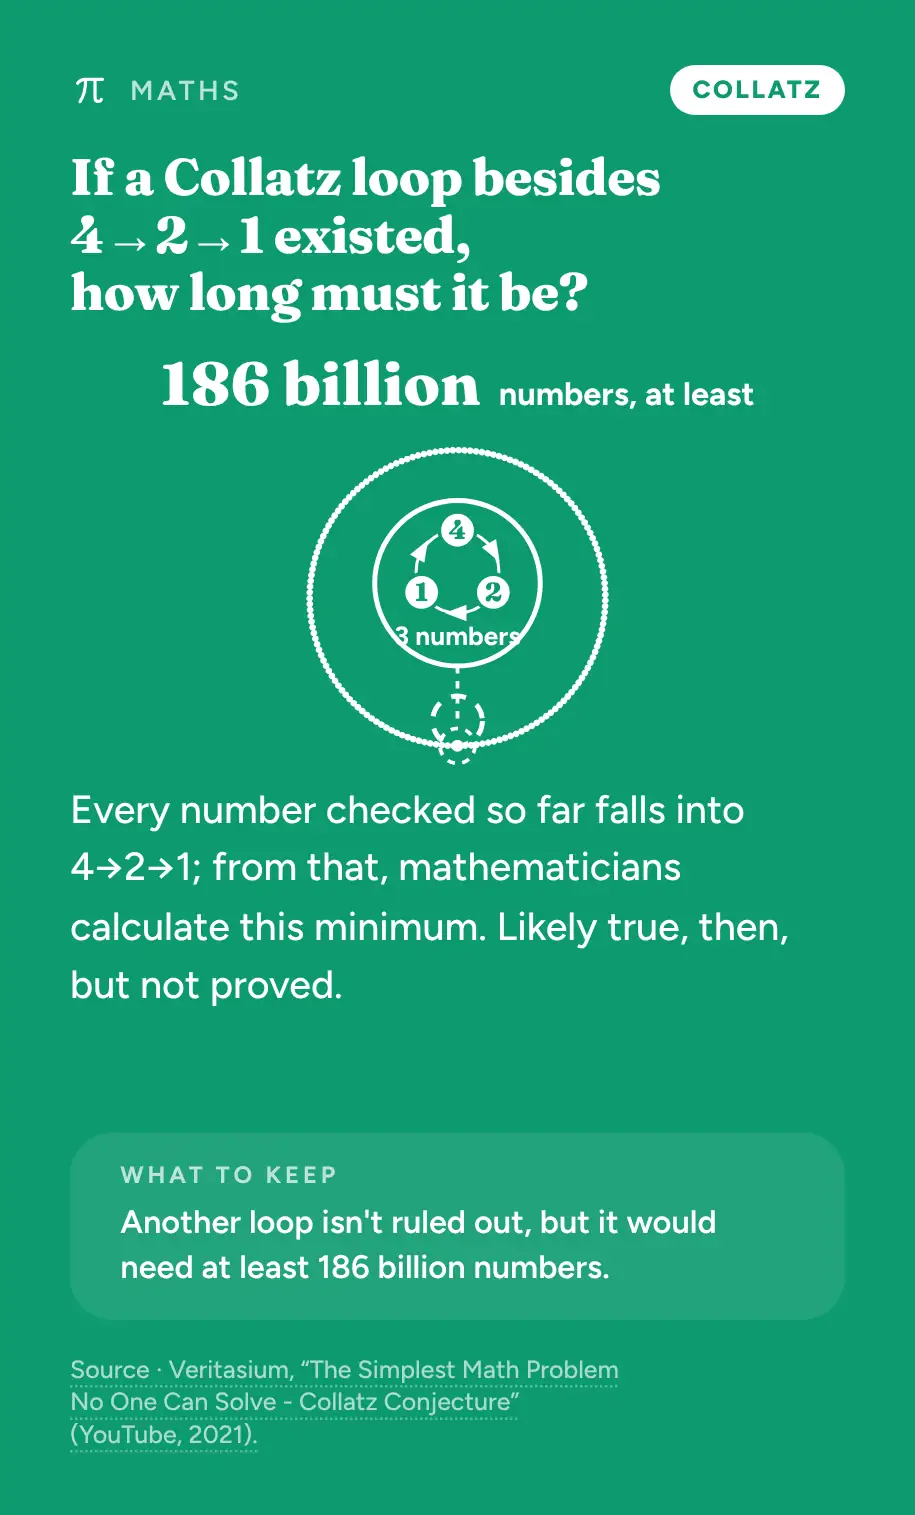 π MATHS
COLLATZ
If a Collatz loop besides
4→2→1 existed,
how long must it be?
186 billion numbers, at least
4
1 2
3 numbers
Every number checked so far falls into
4→2→1; from that, mathematicians
calculate this minimum. Likely true, then,
but not proved.
WHAT TO KEEP
Another loop isn't ruled out, but it would
need at least 186 billion numbers.
Source · Veritasium, “The Simplest Math Problem
No One Can Solve - Collatz Conjecture”
(YouTube, 2021).